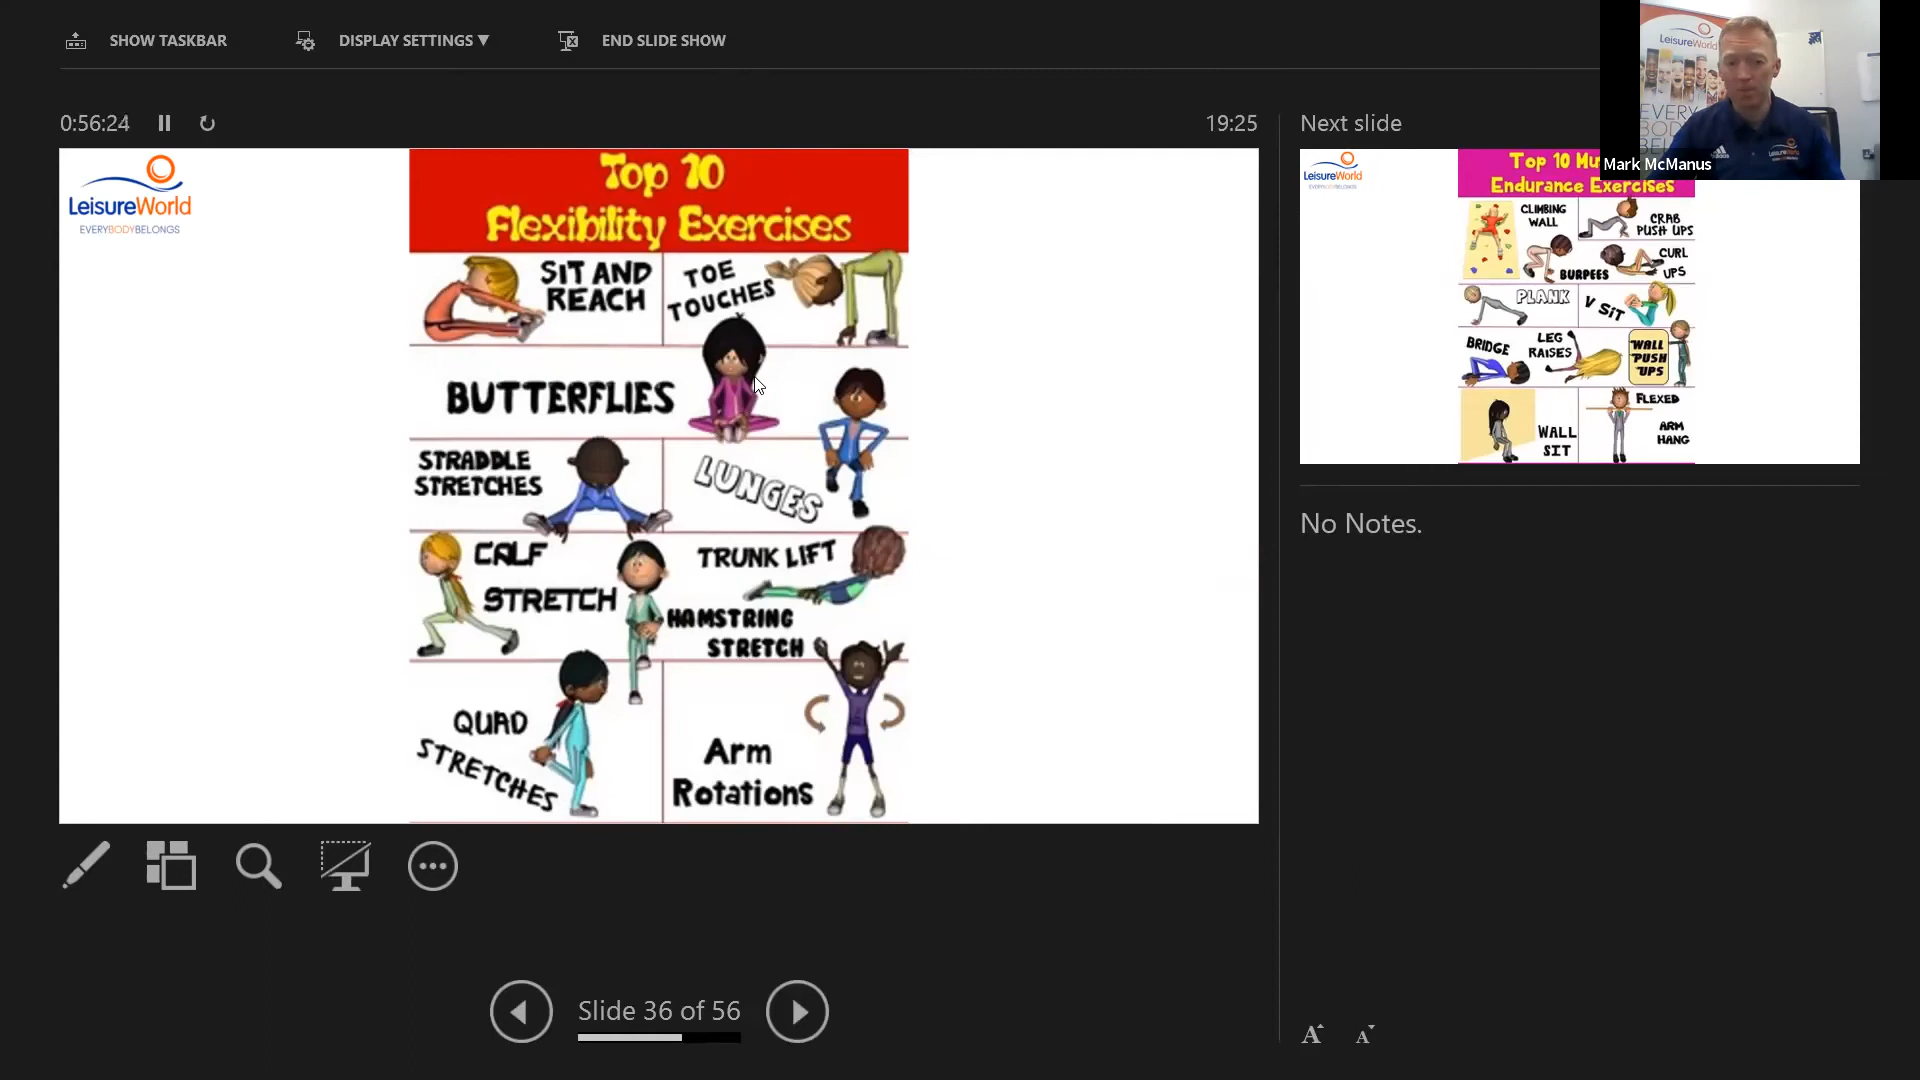 SHOW TASKBAR
DISPLAY SETTINGS ▼
END SLIDE SHOW
0:56:24
19:25
Next slide
LeisureWorld
EVERYBODYBELONGS
Top 10
Flexibility Exercises
SIT AND
REACH
TOE
TOUCHES
BUTTERFLIES
STRADDLE
STRETCHES
LUNGES
CALF
STRETCH
TRUNK LIFT
HAMSTRING
STRETCH
QUAD
STRETCHES
Arm
Rotations
LeisureWorld
EVERYBODYBELONGS
Top 10
Endurance Exercises
CLIMBING
WALL
CRAB
PUSH UPS
BURPEES
CURL
UPS
PLANK
V SiT
BRIDGE
LEG
RAISES
WALL
PUSH
UPS
WALL
SIT
FLEXED
ARM
HANG
LeisureWorld
EVERY
Mark McManus
No Notes.
Slide 36 of 56
A
A